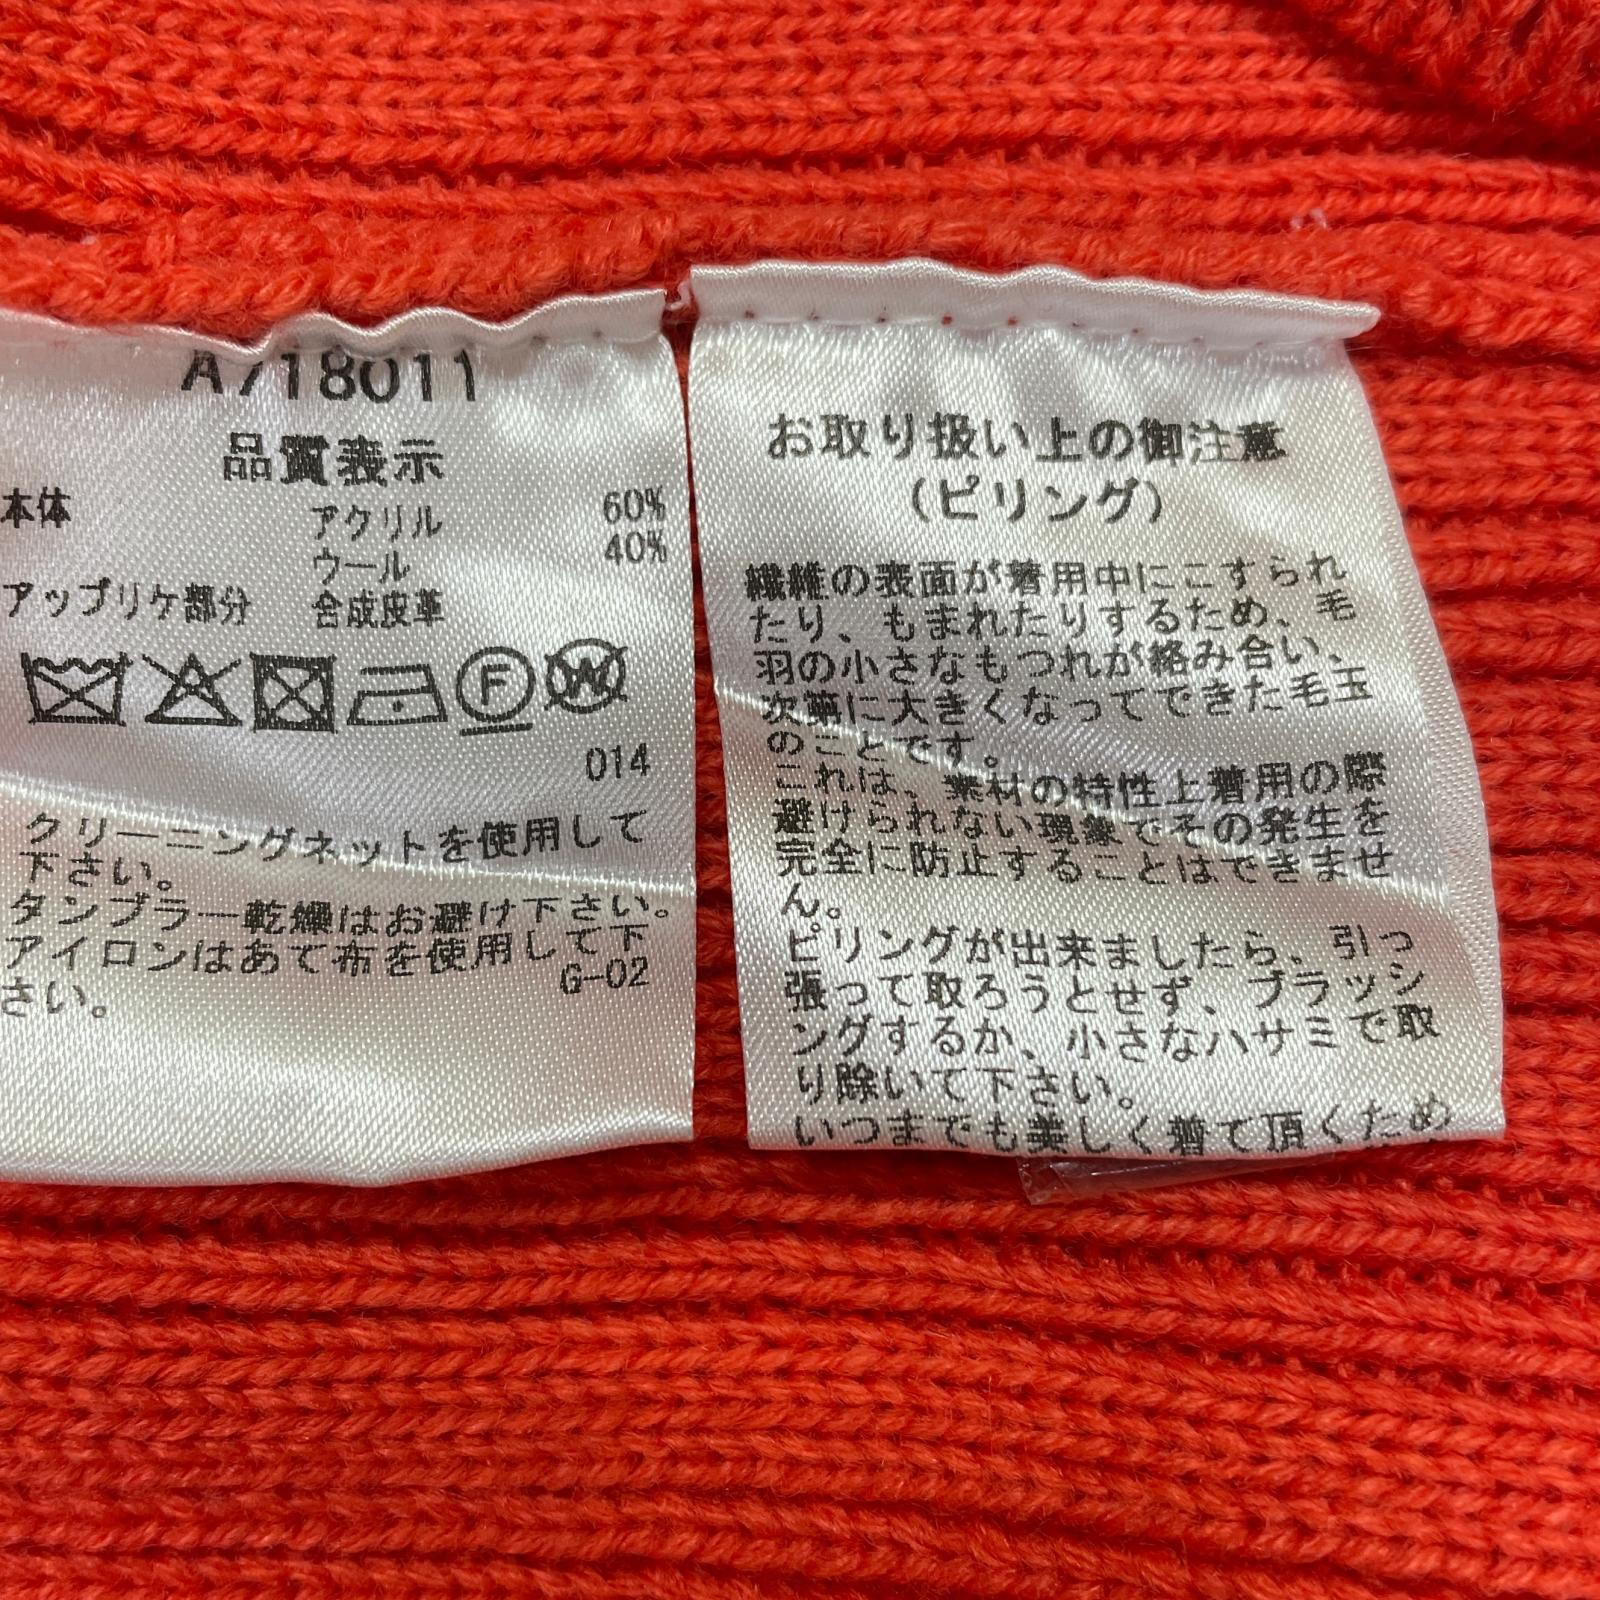 A718011
品質表示
本体 アクリル 60%
ウール 40%
アップリケ部分 合成皮革
F W
014
クリーニングネットを使用して
下さい。
タンブラー乾燥はお避け下さい。
アイロンはあて布を使用して下
さい。
G-02
お取り扱い上の御注意
(ピリング)
繊維の表面が着用中にこすられ
たり、もまれたりするため、毛
羽の小さなもつれが絡み合い、
次第に大きくなってできた毛玉
のことです。
これは、素材の特性上着用の際
避けられない現象でその発生を
完全に防止することはできませ
ん。
ピリングが出来ましたら、引っ
張って取ろうとせず、ブラッシ
ングするか、小さなハサミで取
り除いて下さい。
いつまでも美しく着て頂くため